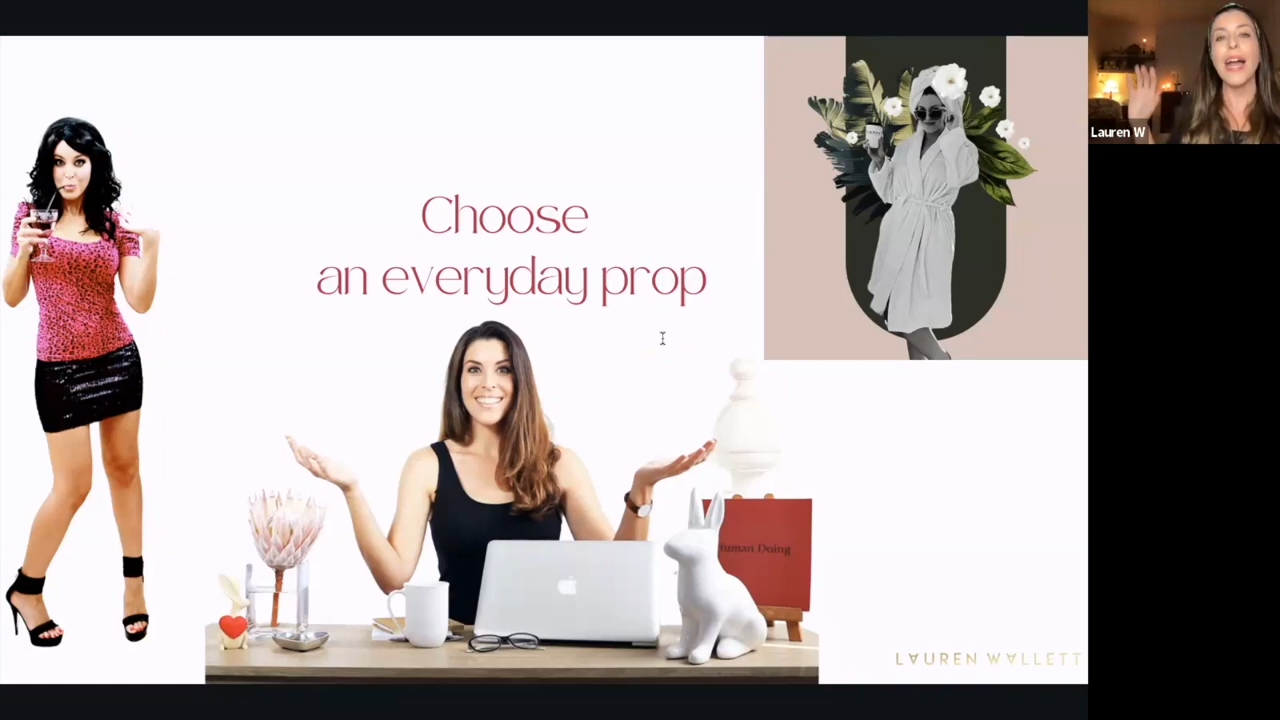 Choose
an everyday prop
Lauren W
Human Doing
LAUREN WALLETT